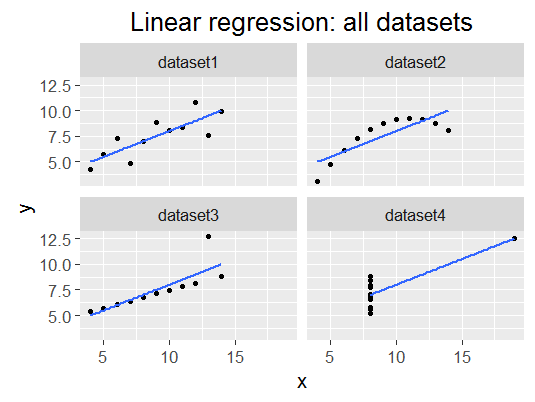 Linear regression: all datasets
dataset1
dataset2
12.5
10.0
7.5
5.0
y
dataset3
dataset4
12.5
10.0
7.5
5.0
5
10
15
5
10
15
x